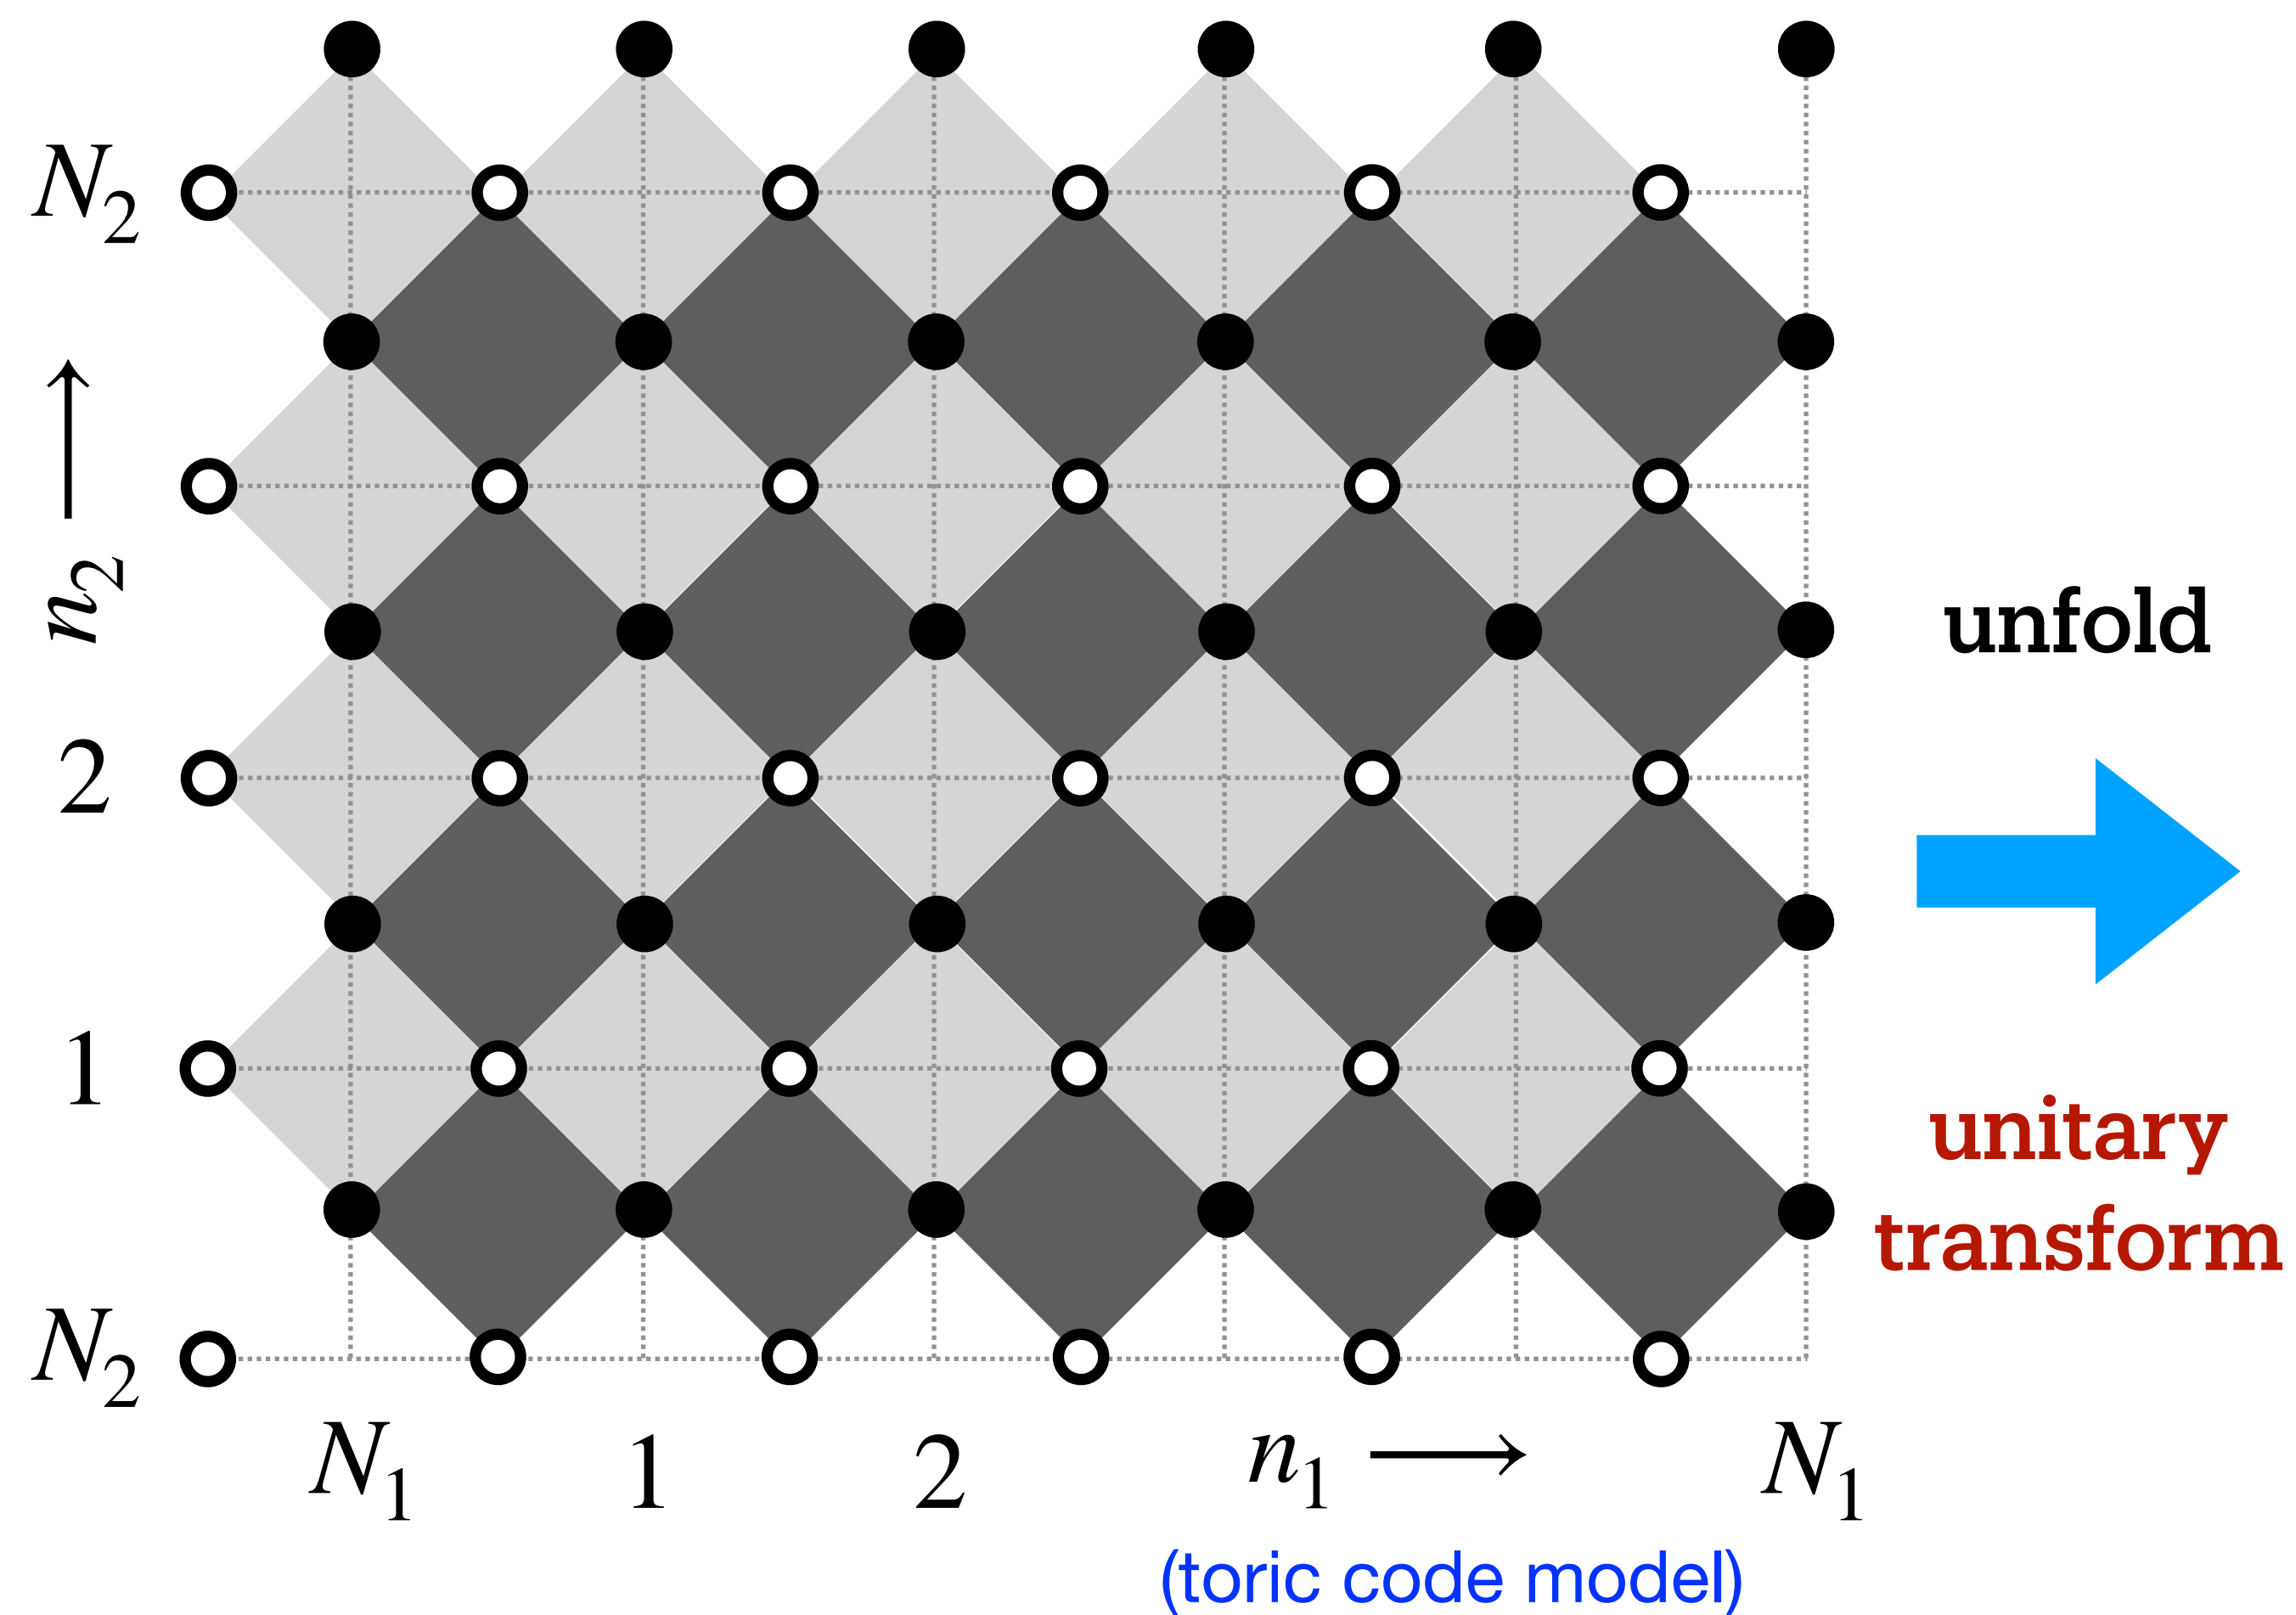 N₂
n₂ ⟶
2
1
N₂
N₁ 1 2 n₁ ⟶ N₁
(toric code model)
unfold
unitary
transform